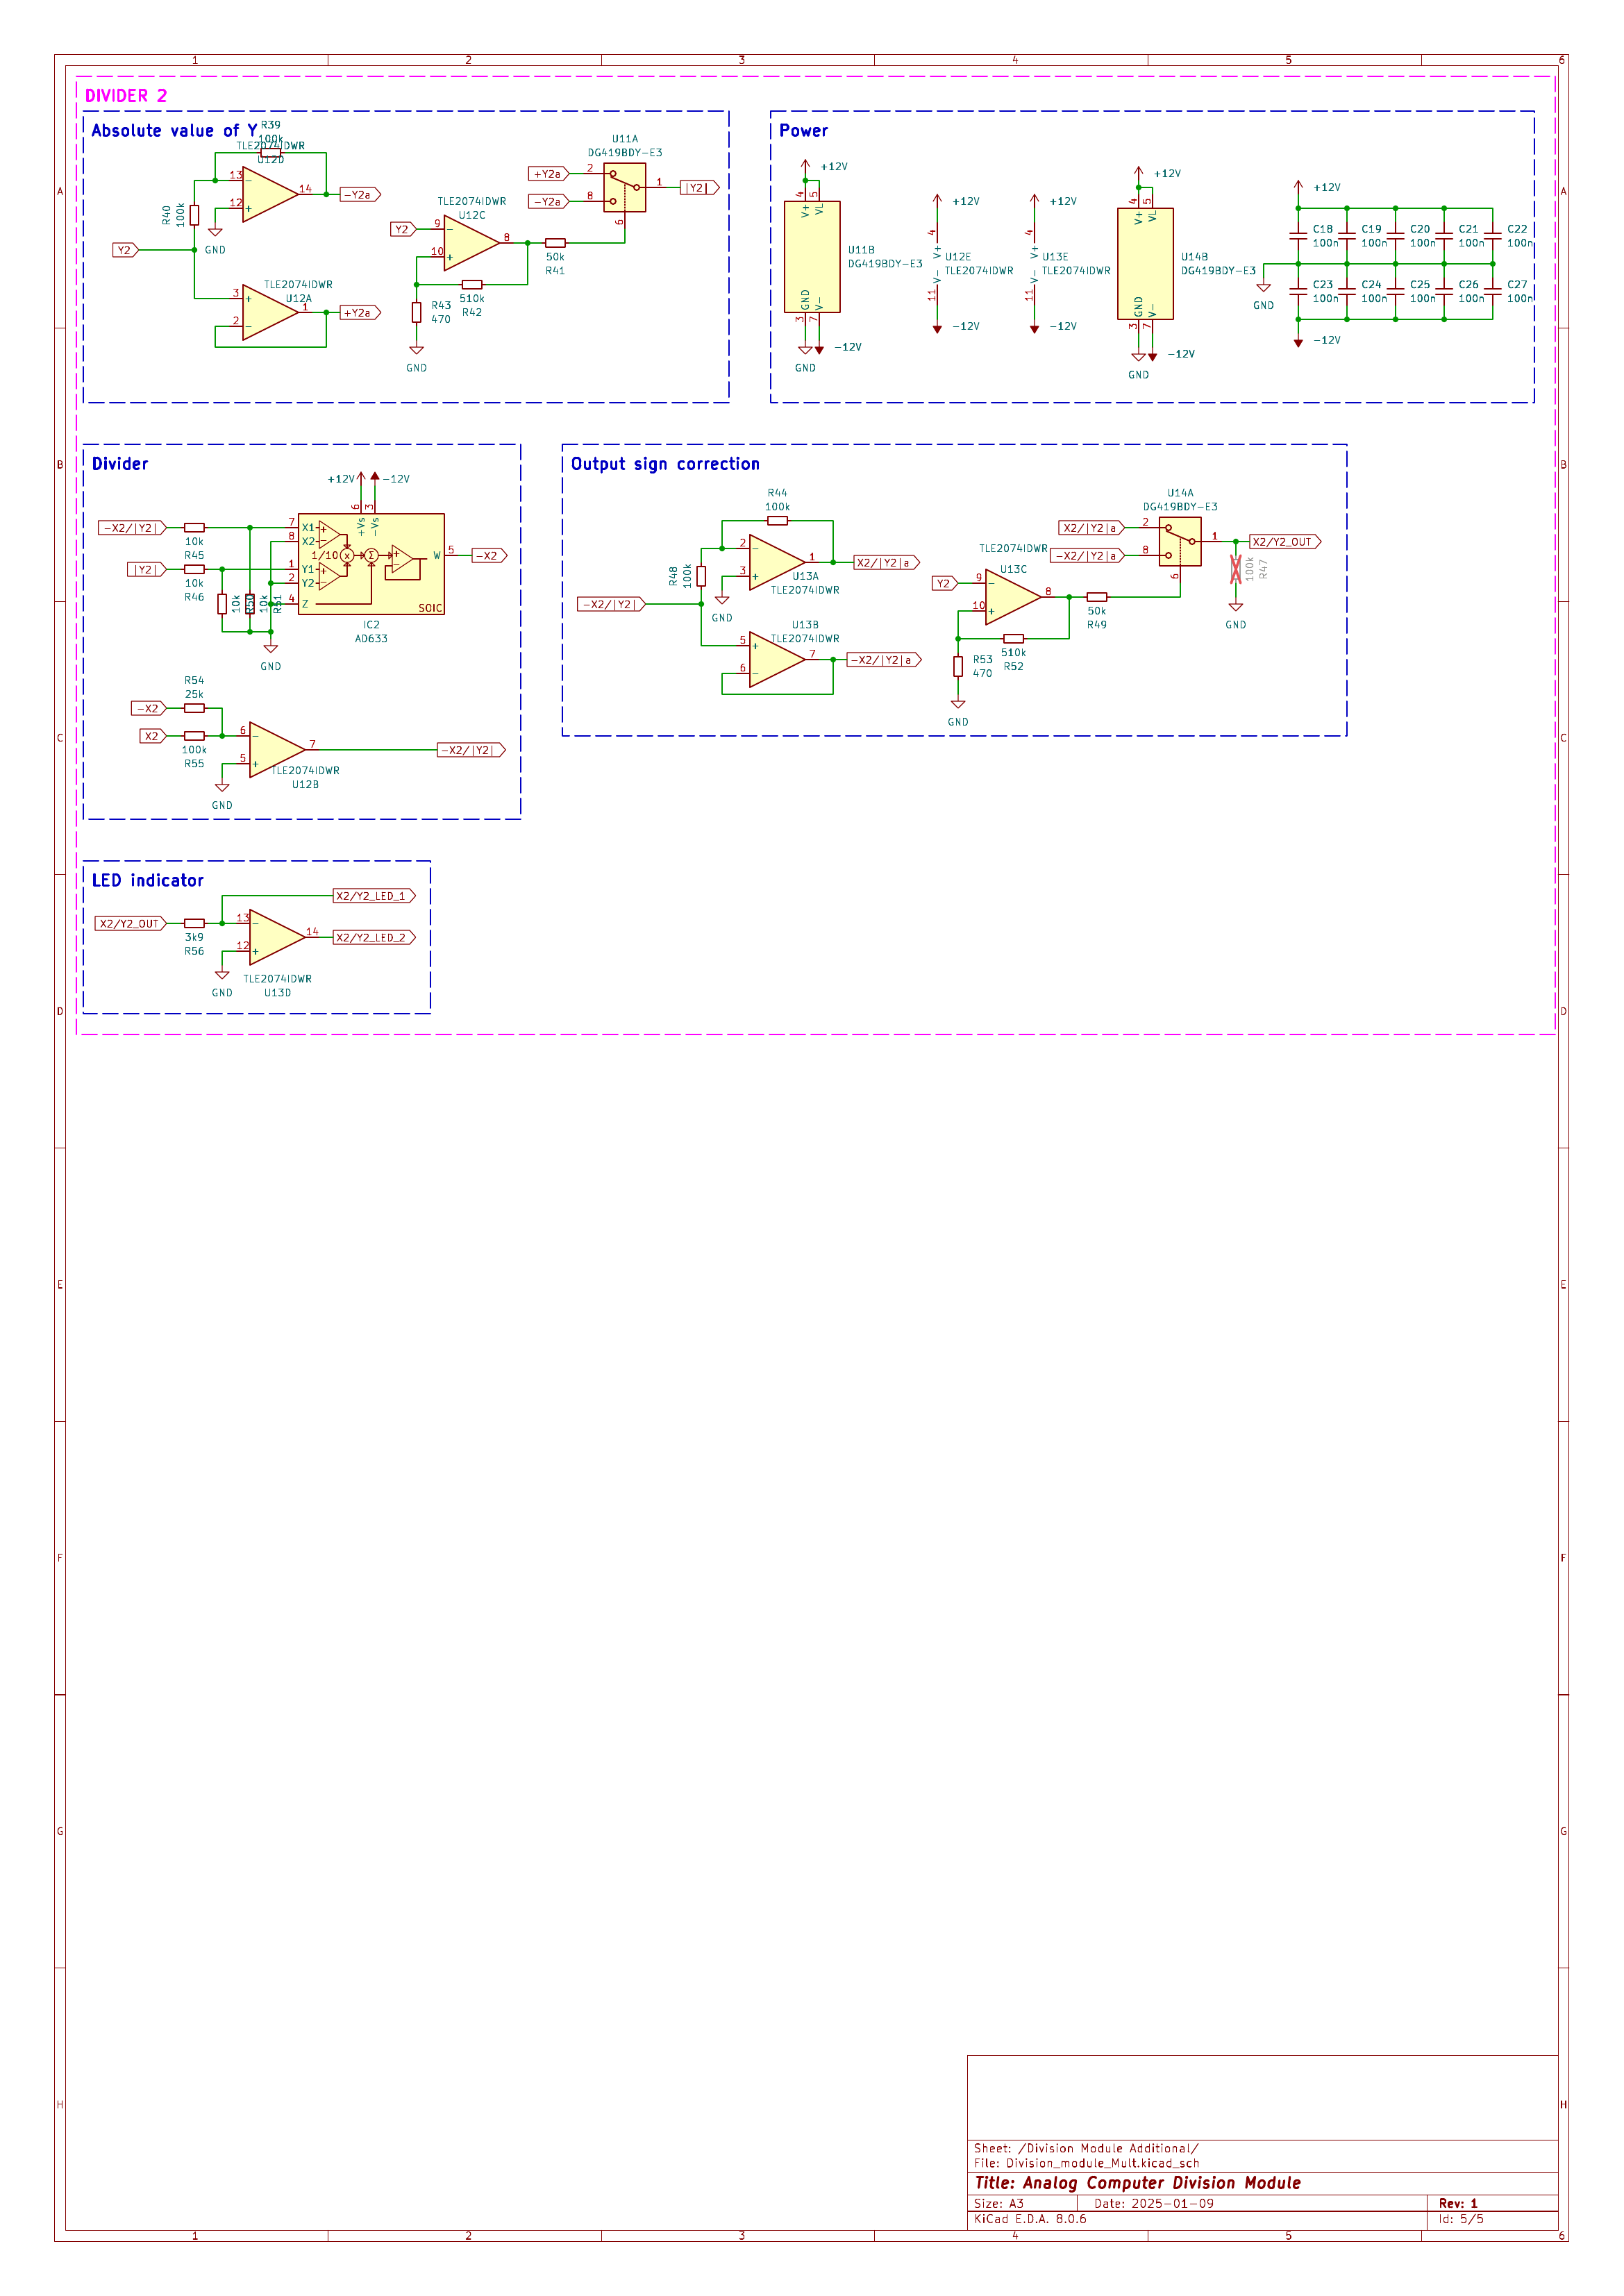 1 2 3 4 5 6
DIVIDER 2
Absolute value of Y
R39
100k
TLE2074IDWR
U12D
13
12
14
-Y2a
R40
100k
GND
Y2
TLE2074IDWR
U12A
3
2
1
+Y2a
TLE2074IDWR
U12C
Y2
9
10
8
50k
R41
510k
R42
R43
470
GND
U11A
DG419BDY-E3
+Y2a
2
-Y2a
8
1
6
|Y2|
Power
+12V
4
5
V+
VL
U11B
DG419BDY-E3
GND
V-
3
7
-12V
GND
+12V
4
V+
U12E
TLE2074IDWR
V-
11
-12V
+12V
4
V+
U13E
TLE2074IDWR
V-
11
-12V
+12V
4
5
V+
VL
U14B
DG419BDY-E3
GND
V-
3
7
-12V
GND
+12V
C18
100n
C19
100n
C20
100n
C21
100n
C22
100n
GND
C23
100n
C24
100n
C25
100n
C26
100n
C27
100n
-12V
Divider
+12V
-12V
6
3
+Vs
-Vs
-X2/|Y2|
10k
R45
|Y2|
10k
R46
7
X1
8
X2
1
Y1
2
Y2
4
Z
1/10
X
Σ
W
5
-X2
SOIC
IC2
AD633
10k
R50
10k
R51
GND
R54
25k
-X2
X2
100k
R55
6
5
7
TLE2074IDWR
U12B
GND
-X2/|Y2|
Output sign correction
R44
100k
R48
100k
-X2/|Y2|
2
3
1
U13A
TLE2074IDWR
GND
X2/|Y2|a
U13B
TLE2074IDWR
5
6
7
-X2/|Y2|a
TLE2074IDWR
U13C
Y2
9
10
8
50k
R49
510k
R52
R53
470
GND
U14A
DG419BDY-E3
X2/|Y2|a
2
-X2/|Y2|a
8
1
6
X2/Y2_OUT
100k
R47
GND
LED indicator
X2/Y2_LED_1
X2/Y2_OUT
3k9
R56
13
12
14
X2/Y2_LED_2
TLE2074IDWR
U13D
GND
A A
B B
C C
D D
E E
F F
G G
H H
Sheet: /Division Module Additional/
File: Division_module_Mult.kicad_sch
Title: Analog Computer Division Module
Size: A3 Date: 2025-01-09 Rev: 1
KiCad E.D.A. 8.0.6 Id: 5/5
1 2 3 4 5 6